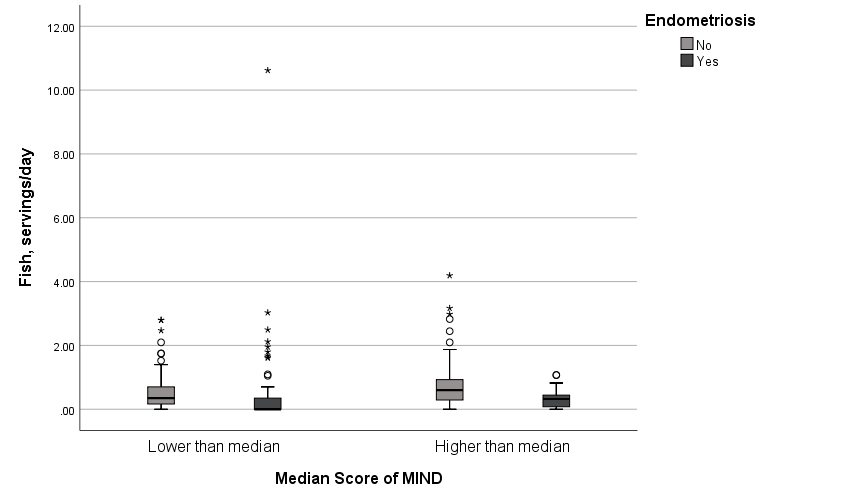 Endometriosis
No
Yes
Fish, servings/day
12.00
10.00
8.00
6.00
4.00
2.00
.00
Lower than median
Higher than median
Median Score of MIND